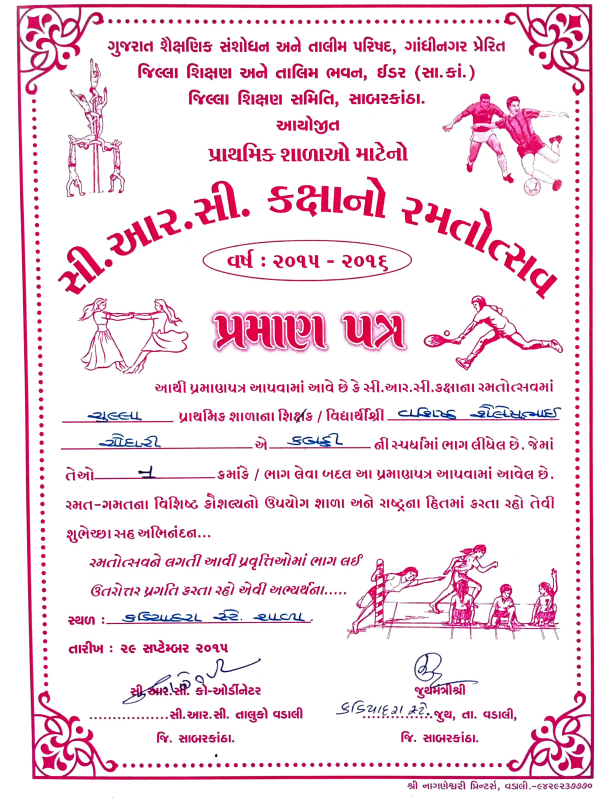 ગુજરાત શૈક્ષણિક સંશોધન અને તાલીમ પરિષદ, ગાંધીનગર પ્રેરિત
જિલ્લા શિક્ષણ અને તાલિમ ભવન, ઈડર (સા.કાં.)
જિલ્લા શિક્ષણ સમિતિ, સાબરકાંઠા.
આયોજીત
પ્રાથમિક શાળાઓ માટેનો
સી.આર.સી. કક્ષાનો રમતોત્સવ
વર્ષ : ૨૦૧૫ - ૨૦૧૬
પ્રમાણ પત્ર
આથી પ્રમાણપત્ર આપવામાં આવે છે કે સી.આર.સી.કક્ષાના રમતોત્સવમાં
ચુલ્લા પ્રાથમિક શાળાના શિક્ષક / વિદ્યાર્થીશ્રી શૈલેષભાઈ
ચૌધરી એ કબડ્ડી ની સ્પર્ધામાં ભાગ લીધેલ છે. જેમાં
તેઓ ૧ ક્રમાંકે / ભાગ લેવા બદલ આ પ્રમાણપત્ર આપવામાં આવેલ છે.
રમત-ગમતના વિશિષ્ટ કૌશલ્યનો ઉપયોગ શાળા અને રાષ્ટ્રના હિતમાં કરતા રહો તેવી
શુભેચ્છા સહ અભિનંદન...
રમતોત્સવને લગતી આવી પ્રવૃત્તિઓમાં ભાગ લઈ
ઉતરોત્તર પ્રગતિ કરતા રહો એવી અભ્યર્થના.....
સ્થળ : કડિયાદરા સ્ટે. શાળા.
તારીખ : ૨૯ સપ્ટેમ્બર ૨૦૧૫
સી.આર.સી. કો-ઓર્ડીનેટર
જુથમંત્રીશ્રી
................સી.આર.સી. તાલુકો વડાલી
કડિયાદરા સ્ટે. જુથ, તા. વડાલી,
જિ. સાબરકાંઠા.
જિ. સાબરકાંઠા.
શ્રી નાગણેશ્વરી પ્રિન્ટર્સ, વડાલી.-૯૪૨૯૨૩૭૭૭૦